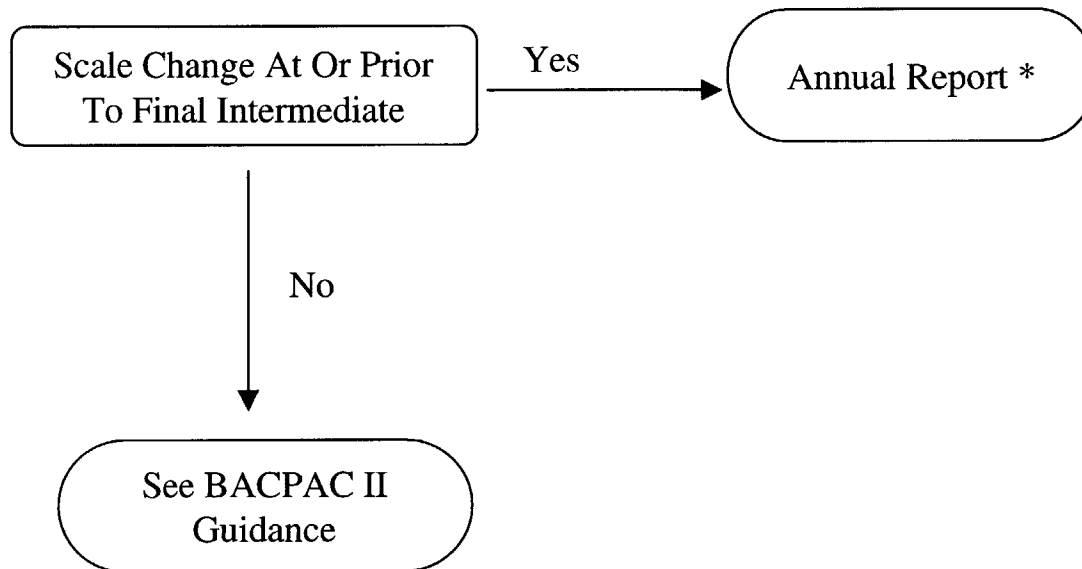 Scale Change At Or Prior
To Final Intermediate
Yes
Annual Report *
No
See BACPAC II
Guidance